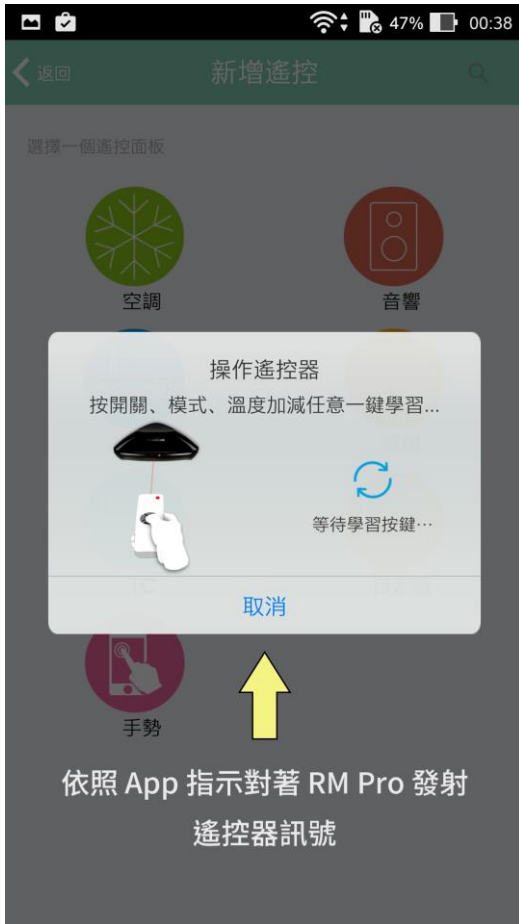 47% 00:38
返回 新增遙控
選擇一個遙控面板
空調 音響
操作遙控器
按開關、模式、溫度加減任意一鍵學習...
等待學習按鍵…
TC
取消
手勢
依照 App 指示對著 RM Pro 發射
遙控器訊號